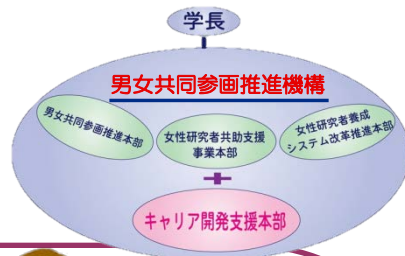 学長
男女共同参画推進機構
男女共同参画推進本部
女性研究者共助支援
事業本部
女性研究者養成
システム改革推進本部
+
キャリア開発支援本部